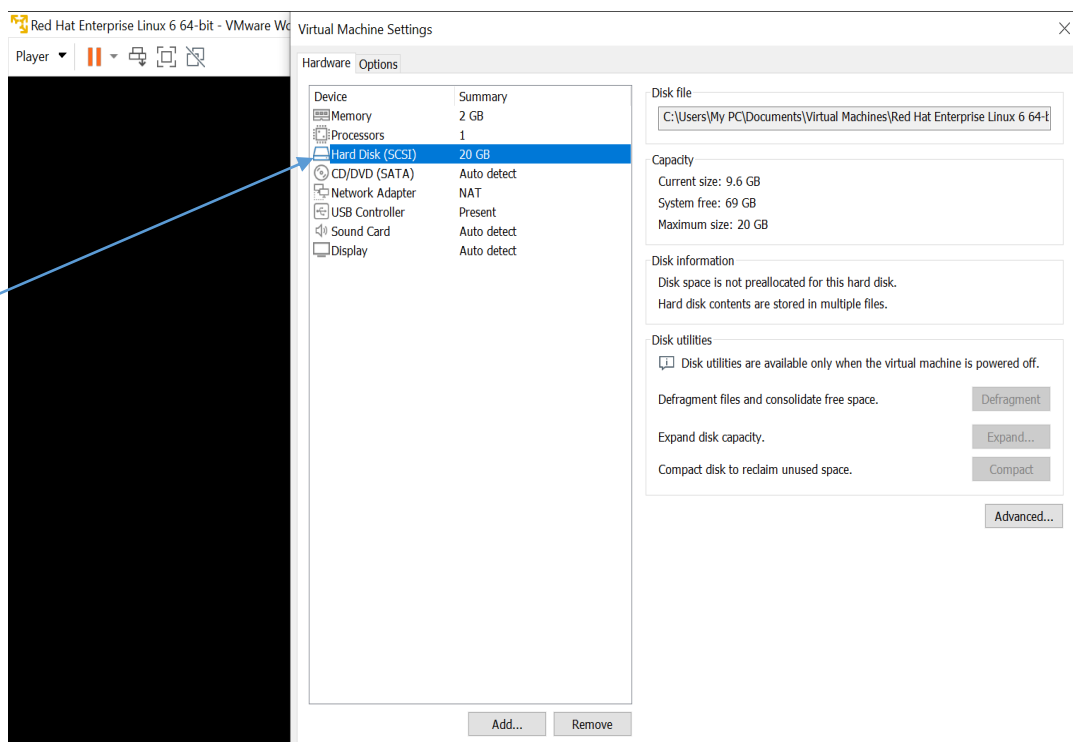 Red Hat Enterprise Linux 6 64-bit - VMware Wo
Virtual Machine Settings
Player
Hardware Options
Device Summary
Memory 2 GB
Processors 1
Hard Disk (SCSI) 20 GB
CD/DVD (SATA) Auto detect
Network Adapter NAT
USB Controller Present
Sound Card Auto detect
Display Auto detect
Add... Remove
Disk file
C:\Users\My PC\Documents\Virtual Machines\Red Hat Enterprise Linux 6 64-b
Capacity
Current size: 9.6 GB
System free: 69 GB
Maximum size: 20 GB
Disk information
Disk space is not preallocated for this hard disk.
Hard disk contents are stored in multiple files.
Disk utilities
Disk utilities are available only when the virtual machine is powered off.
Defragment files and consolidate free space. Defragment
Expand disk capacity. Expand...
Compact disk to reclaim unused space. Compact
Advanced...